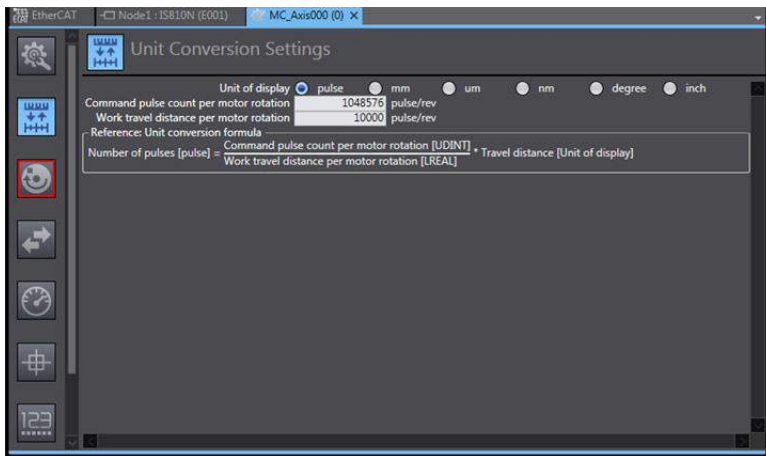 EtherCAT Node1 : IS810N (E001) MC_Axis000 (0) ×
Unit Conversion Settings
Unit of display pulse mm um nm degree inch
Command pulse count per motor rotation 1048576 pulse/rev
Work travel distance per motor rotation 10000 pulse/rev
Reference: Unit conversion formula
Command pulse count per motor rotation [UDINT]
Number of pulses [pulse] = * Travel distance [Unit of display]
Work travel distance per motor rotation [LREAL]
123